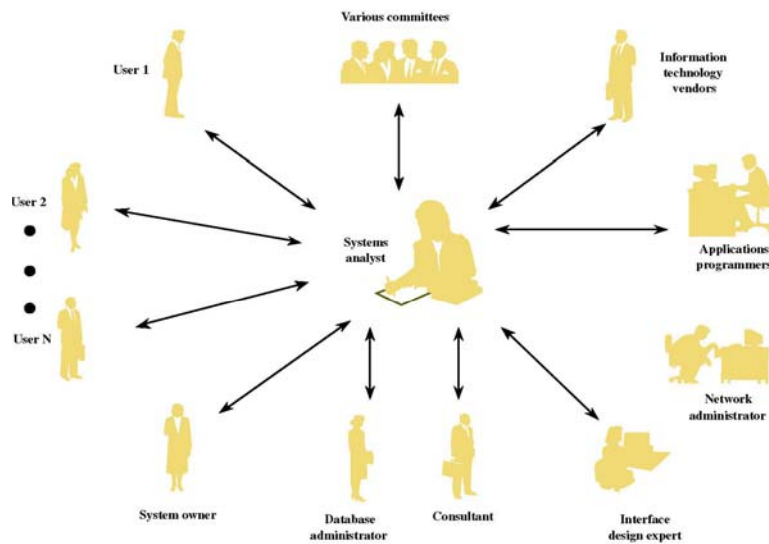 Various committees
User 1
Information
technology
vendors
User 2
Systems
analyst
Applications
programmers
User N
Network
administrator
System owner
Database
administrator
Consultant
Interface
design expert